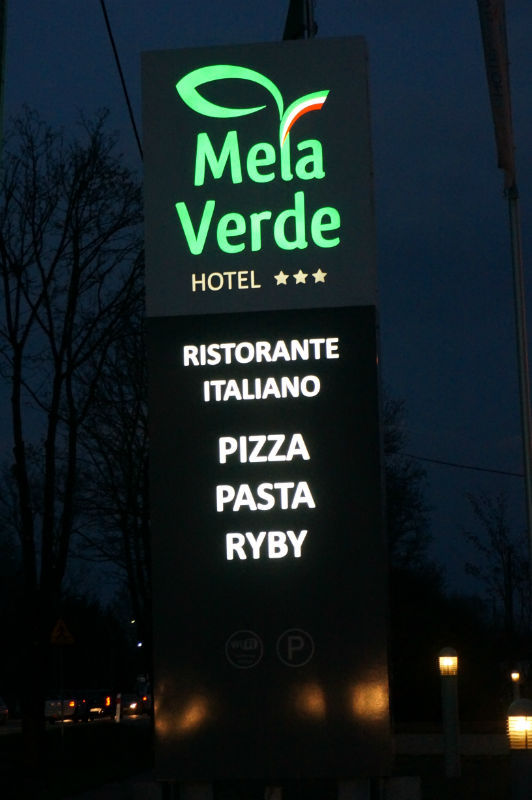 Mela
Verde
HOTEL ★★★
RISTORANTE
ITALIANO
PIZZA
PASTA
RYBY
P